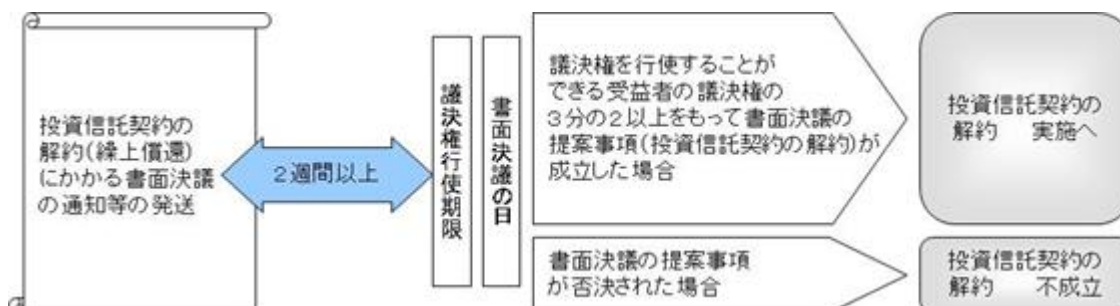 投資信託契約の
解約(繰上償還)
にかかる書面決議
の通知等の発送
2週間以上
議決権行使期限
書面決議の日
議決権を行使することが
できる受益者の議決権の
3分の2以上をもって書面決議の
提案事項(投資信託契約の解約)が
成立した場合
投資信託契約の
解約 実施へ
書面決議の提案事項
が否決された場合
投資信託契約の
解約 不成立